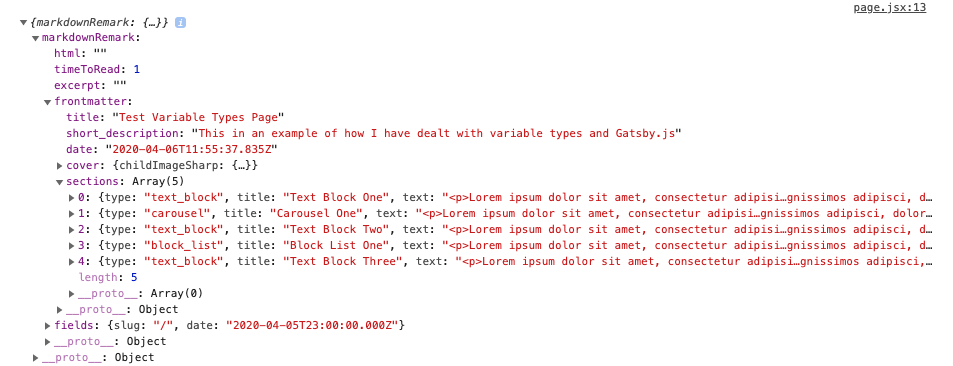 page.jsx:13
▼{markdownRemark: {…}} i
▼markdownRemark:
html: ""
timeToRead: 1
excerpt: ""
▼frontmatter:
title: "Test Variable Types Page"
short_description: "This in an example of how I have dealt with variable types and Gatsby.js"
date: "2020-04-06T11:55:37.835Z"
▶cover: {childImageSharp: {…}}
▼sections: Array(5)
▶0: {type: "text_block", title: "Text Block One", text: "<p>Lorem ipsum dolor sit amet, consectetur adipisi…gnissimos adipisci, d…
▶1: {type: "carousel", title: "Carousel One", text: "<p>Lorem ipsum dolor sit amet, consectetur adipisi…gnissimos adipisci, dolor…
▶2: {type: "text_block", title: "Text Block Two", text: "<p>Lorem ipsum dolor sit amet, consectetur adipisi…gnissimos adipisci, d…
▶3: {type: "block_list", title: "Block List One", text: "<p>Lorem ipsum dolor sit amet, consectetur adipisi…gnissimos adipisci, d…
▶4: {type: "text_block", title: "Text Block Three", text: "<p>Lorem ipsum dolor sit amet, consectetur adipisi…gnissimos adipisci,…
length: 5
▶__proto__: Array(0)
▶__proto__: Object
▶fields: {slug: "/", date: "2020-04-05T23:00:00.000Z"}
▶__proto__: Object
▶__proto__: Object